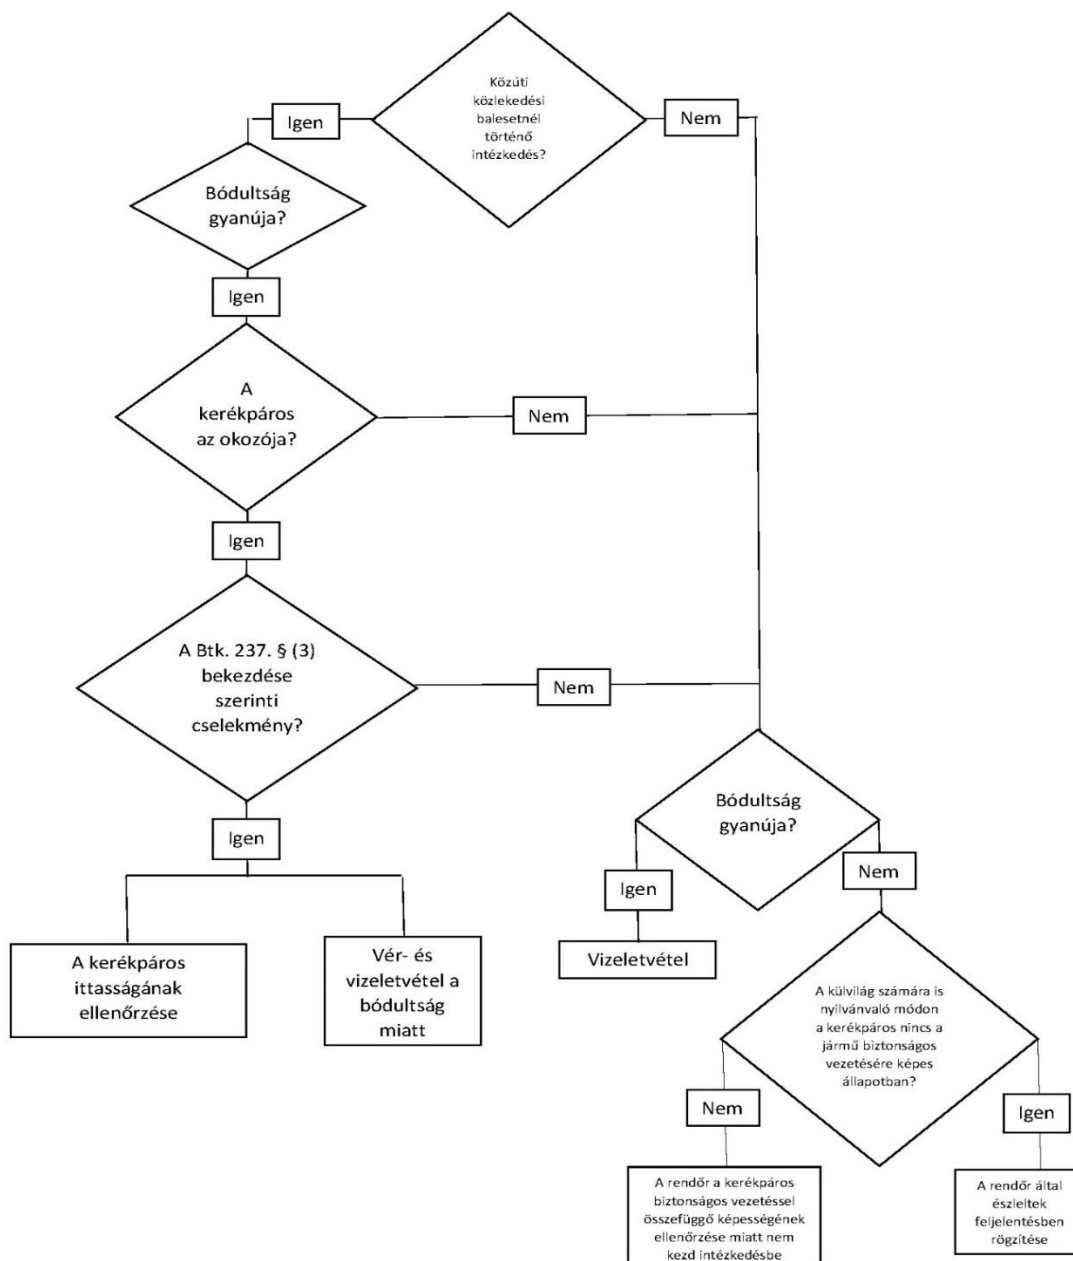 Közúti
közlekedési
balesetnél
történő
intézkedés?
Igen
Nem
Bódultság
gyanúja?
Igen
A
kerékpáros
az okozója?
Nem
Igen
A Btk. 237. § (3)
bekezdése
szerinti
cselekmény?
Nem
Igen
A kerékpáros
ittasságának
ellenőrzése
Vér- és
vizeletvétel a
bódultság
miatt
Bódultság
gyanúja?
Igen
Nem
Vizeletvétel
A külvilág számára is
nyilvánvaló módon
a kerékpáros nincs a
jármű biztonságos
vezetésére képes
állapotban?
Nem
Igen
A rendőr a kerékpáros
biztonságos vezetéssel
összefüggő képességének
ellenőrzése miatt nem
kezd intézkedésbe
A rendőr által
észleltek
feljelentésben
rögzítése